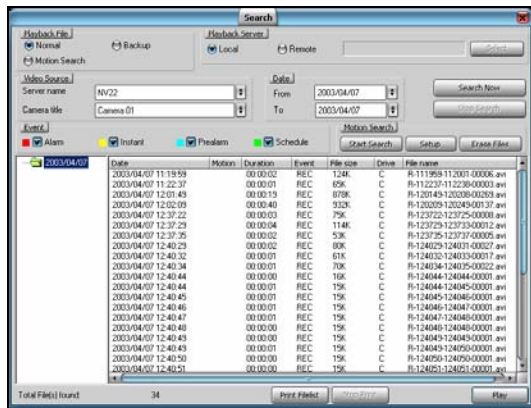 Search
Playback File
Playback Server
Normal
Backup
Local
Remote
Select
Motion Search
Video Source
Date
Server name
NV22
From
2003/04/07
Search Now
Camera title
Camera 01
To
2003/04/07
Stop Search
Event
Motion Search
Alarm
Instant
Prealarm
Schedule
Start Search
Setup
Erase Files
2003/04/07
Date Motion Duration Event File size Drive File name
2003/04/07 11:19:59 00:00:02 REC 124K C R-111959-112001-00006.avi
2003/04/07 11:22:37 00:00:01 REC 65K C R-112237-112238-00003.avi
2003/04/07 12:01:49 00:00:19 REC 878K C R-120149-120208-00269.avi
2003/04/07 12:02:09 00:00:40 REC 932K C R-120209-120249-00137.avi
2003/04/07 12:37:22 00:00:03 REC 75K C R-123722-123725-00008.avi
2003/04/07 12:37:29 00:00:04 REC 114K C R-123729-123733-00012.avi
2003/04/07 12:37:35 00:00:02 REC 53K C R-123735-123737-00005.avi
2003/04/07 12:40:29 00:00:02 REC 80K C R-124029-124031-00027.avi
2003/04/07 12:40:32 00:00:01 REC 61K C R-124032-124033-00017.avi
2003/04/07 12:40:34 00:00:01 REC 70K C R-124034-124035-00022.avi
2003/04/07 12:40:44 00:00:00 REC 16K C R-124044-124044-00001.avi
2003/04/07 12:40:44 00:00:01 REC 15K C R-124044-124045-00001.avi
2003/04/07 12:40:45 00:00:01 REC 15K C R-124045-124046-00001.avi
2003/04/07 12:40:46 00:00:01 REC 15K C R-124046-124047-00001.avi
2003/04/07 12:40:47 00:00:01 REC 15K C R-124047-124048-00001.avi
2003/04/07 12:40:48 00:00:01 REC 15K C R-124048-124049-00001.avi
2003/04/07 12:40:49 00:00:00 REC 15K C R-124049-124049-00001.avi
2003/04/07 12:40:49 00:00:01 REC 15K C R-124049-124050-00001.avi
2003/04/07 12:40:50 00:00:00 REC 15K C R-124050-124050-00001.avi
2003/04/07 12:40:51 00:00:00 REC 15K C R-124051-124051-00001.avi
Total File(s) found: 34
Print Filelist
Stop Print
Play